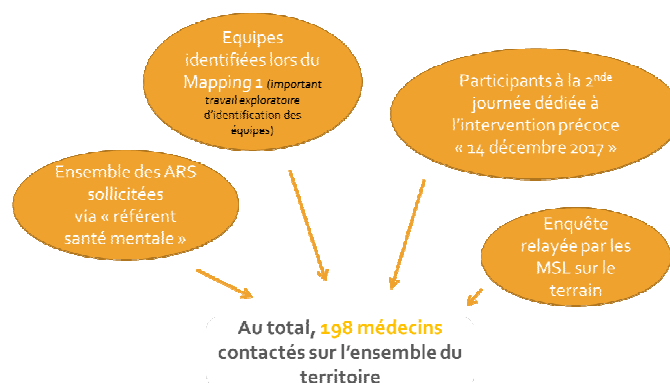 Equipes
identifiées lors du
Mapping 1 (important
travail exploratoire
d'identification des
équipes)
Participants à la 2nde
journée dédiée à
l'intervention précoce
« 14 décembre 2017 »
Ensemble des ARS
sollicitées
via « référent
santé mentale »
Enquête
relayée par les
MSL sur le
terrain
Au total, 198 médecins
contactés sur l'ensemble du
territoire